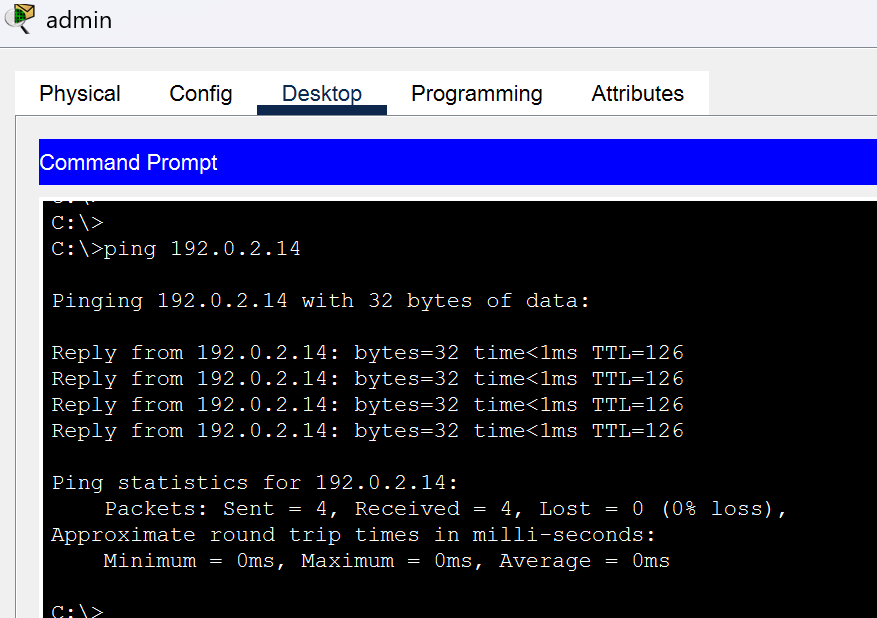 admin
Physical Config Desktop Programming Attributes
Command Prompt
C:\>
C:\>ping 192.0.2.14
Pinging 192.0.2.14 with 32 bytes of data:
Reply from 192.0.2.14: bytes=32 time<1ms TTL=126
Reply from 192.0.2.14: bytes=32 time<1ms TTL=126
Reply from 192.0.2.14: bytes=32 time<1ms TTL=126
Reply from 192.0.2.14: bytes=32 time<1ms TTL=126
Ping statistics for 192.0.2.14:
Packets: Sent = 4, Received = 4, Lost = 0 (0% loss),
Approximate round trip times in milli-seconds:
Minimum = 0ms, Maximum = 0ms, Average = 0ms
C:\>